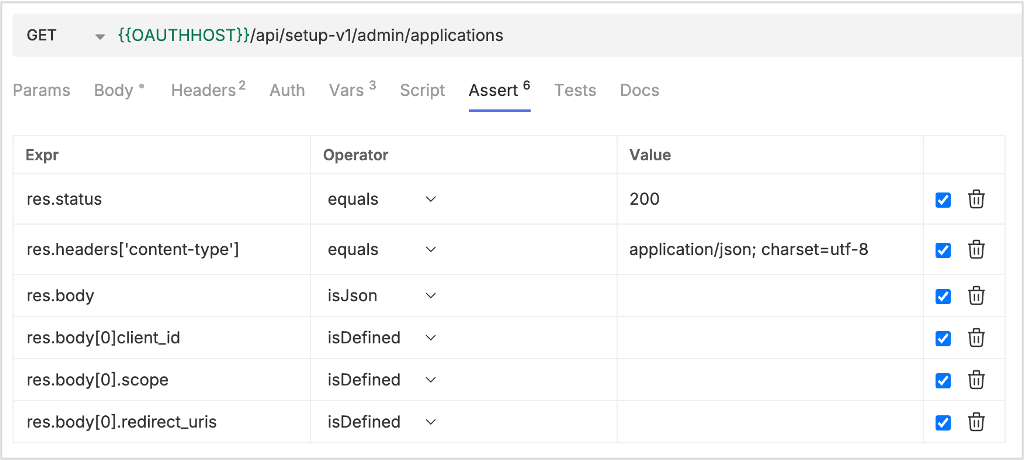 GET {{OAUTHHOST}}/api/setup-v1/admin/applications
Params Body • Headers 2 Auth Vars 3 Script Assert 6 Tests Docs
Expr Operator Value
res.status equals 200
res.headers['content-type'] equals application/json; charset=utf-8
res.body isJson
res.body[0]client_id isDefined
res.body[0].scope isDefined
res.body[0].redirect_uris isDefined